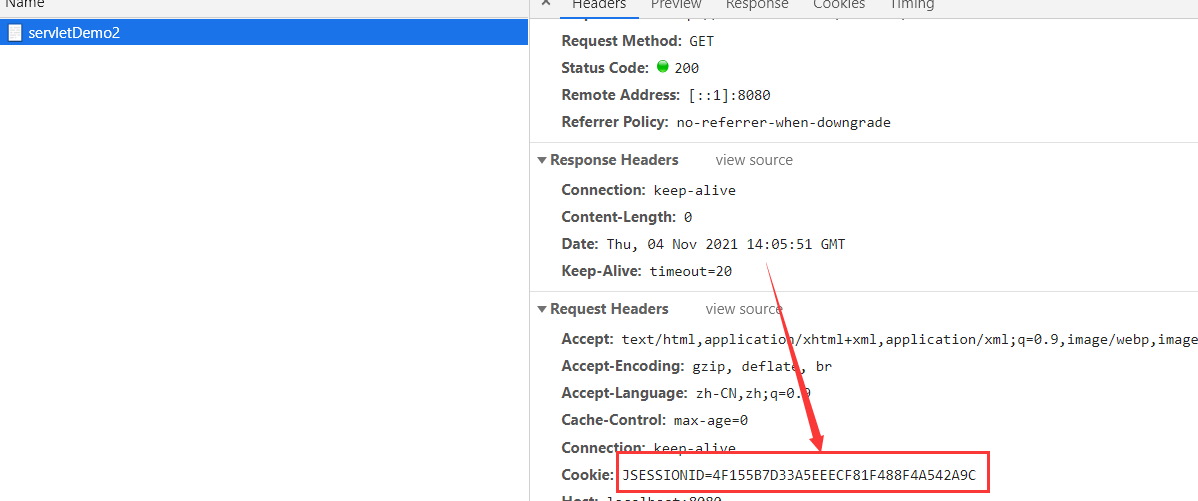 Name
servletDemo2
Headers Preview Response Cookies Timing
Request Method: GET
Status Code: 200
Remote Address: [::1]:8080
Referrer Policy: no-referrer-when-downgrade
Response Headers view source
Connection: keep-alive
Content-Length: 0
Date: Thu, 04 Nov 2021 14:05:51 GMT
Keep-Alive: timeout=20
Request Headers view source
Accept: text/html,application/xhtml+xml,application/xml;q=0.9,image/webp,image
Accept-Encoding: gzip, deflate, br
Accept-Language: zh-CN,zh;q=0.9
Cache-Control: max-age=0
Connection: keep-alive
Cookie: JSESSIONID=4F155B7D33A5EEECF81F488F4A542A9C
Host: localhost:8080